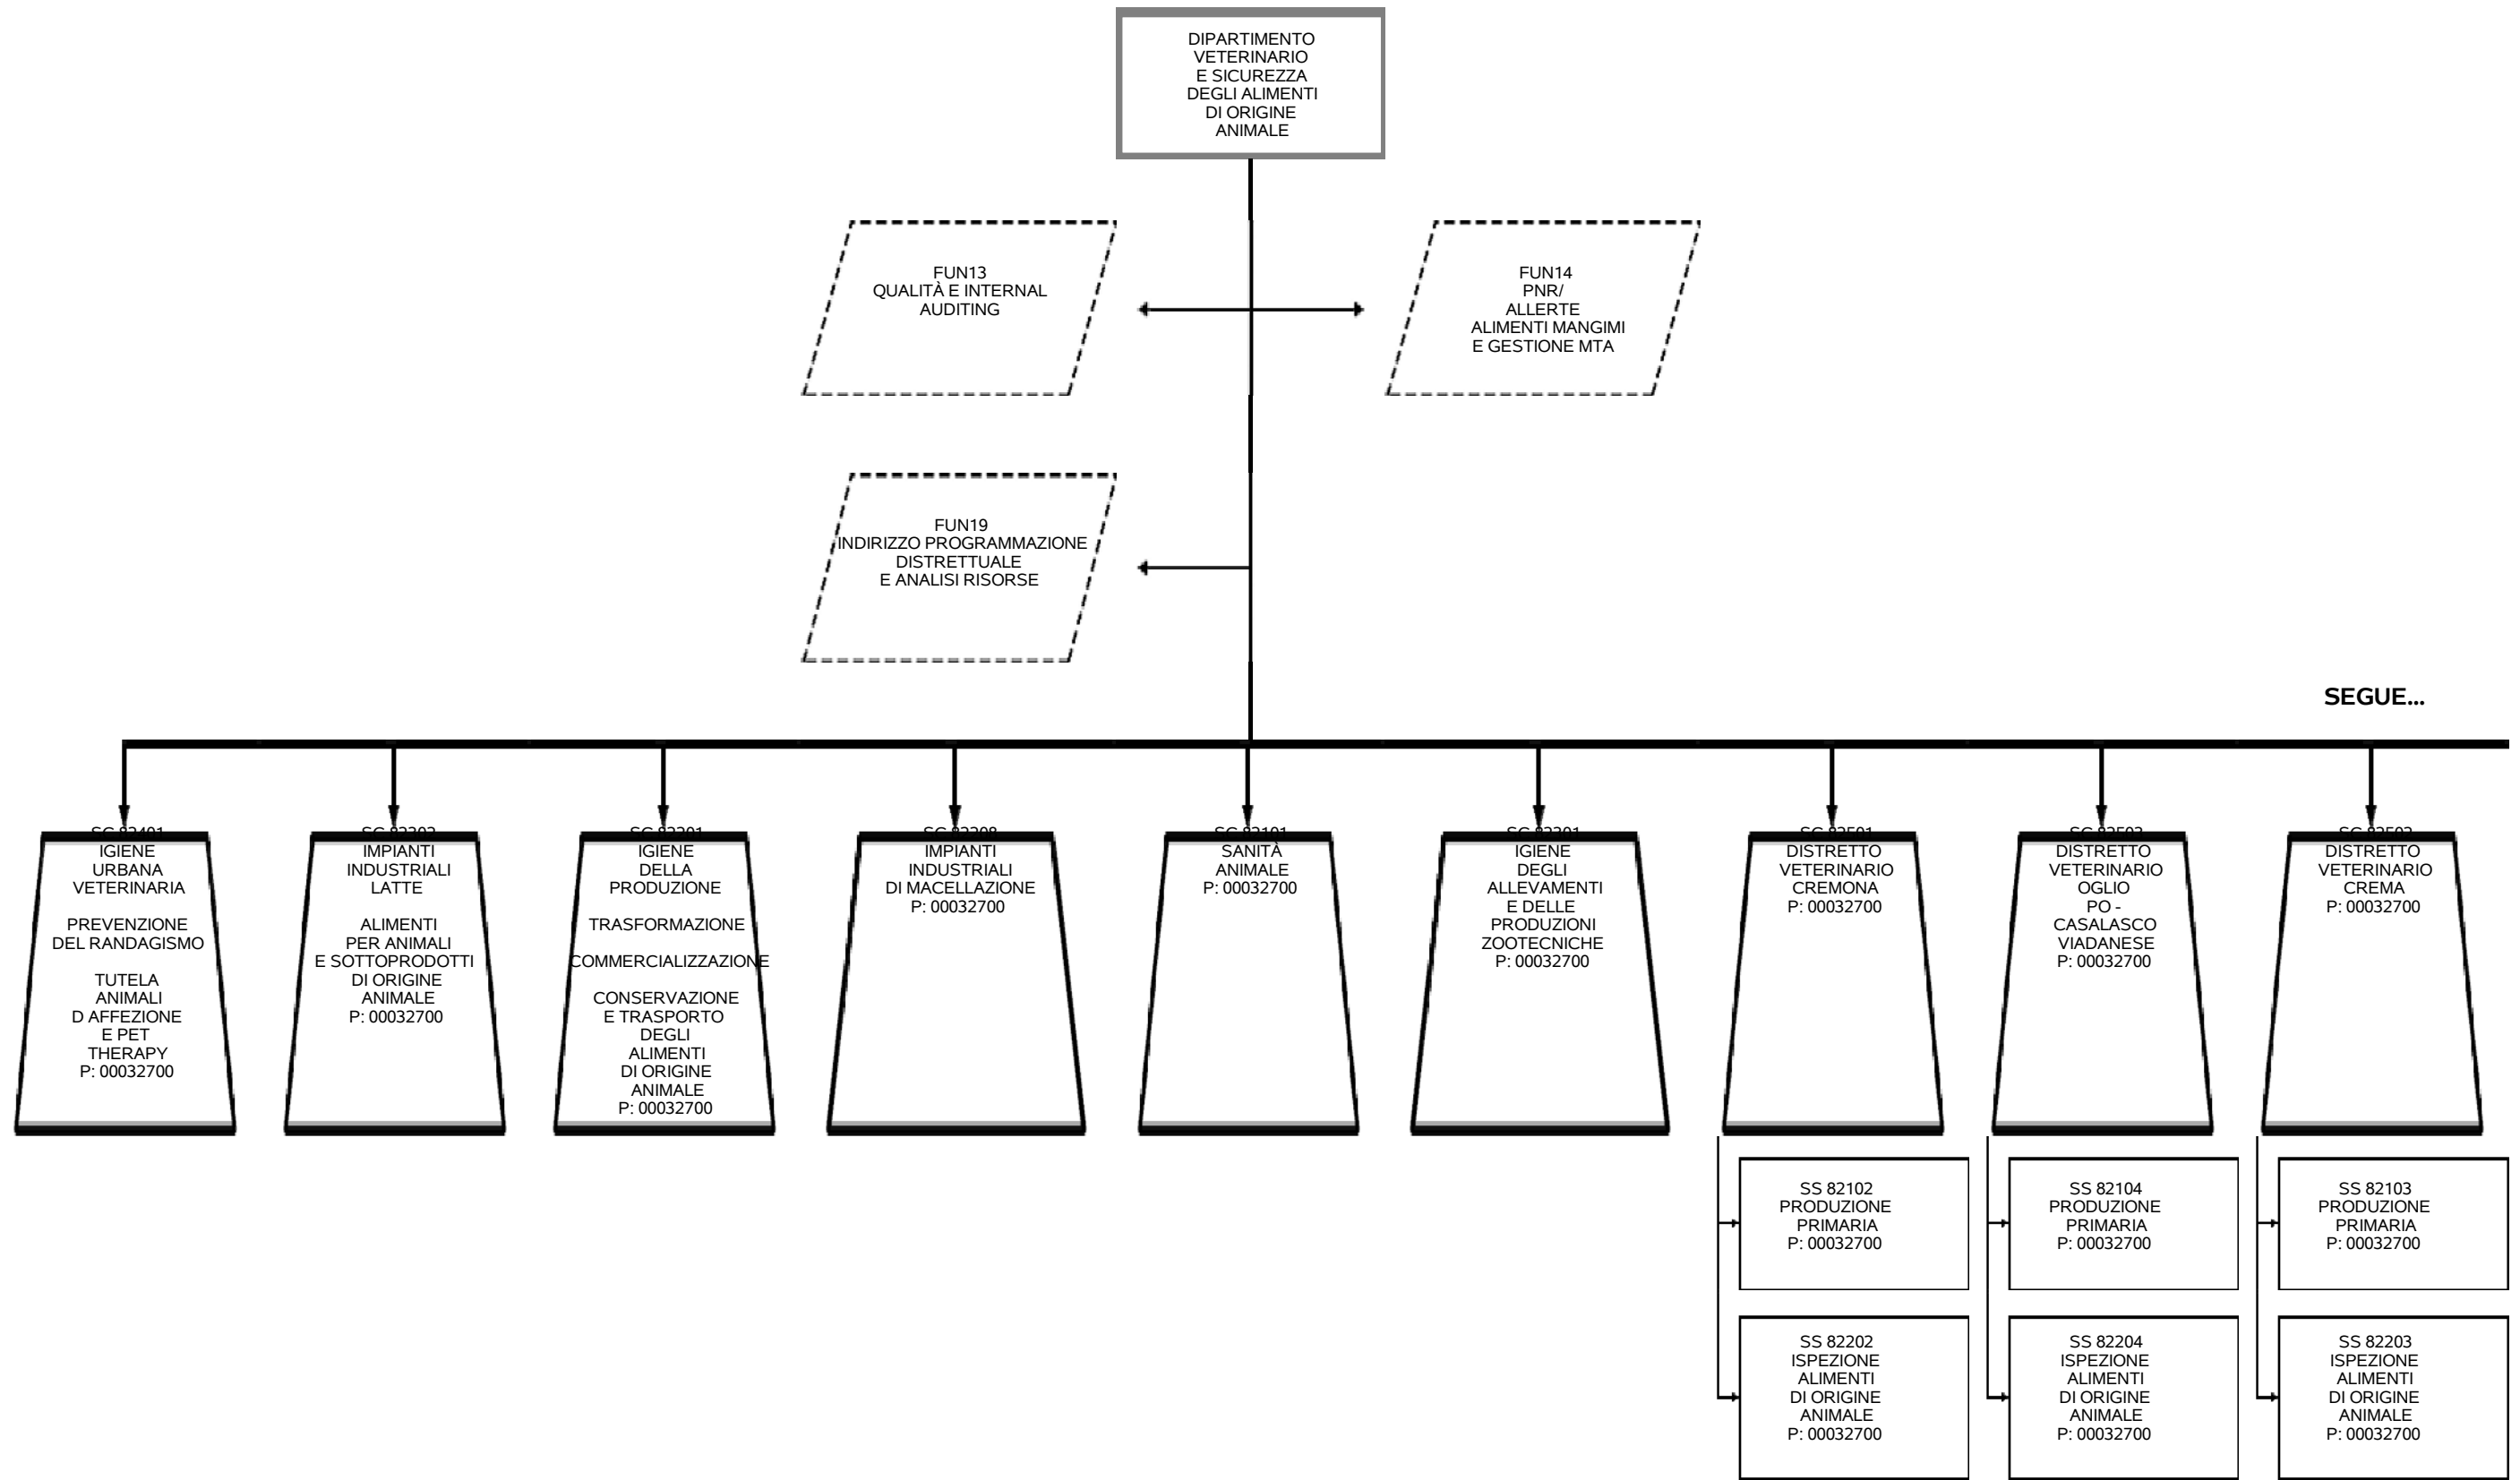 DIPARTIMENTO
VETERINARIO
E SICUREZZA
DEGLI ALIMENTI
DI ORIGINE
ANIMALE
FUN13
QUALITÀ E INTERNAL
AUDITING
FUN14
PNR/
ALLERTE
ALIMENTI MANGIMI
E GESTIONE MTA
FUN19
INDIRIZZO PROGRAMMAZIONE
DISTRETTUALE
E ANALISI RISORSE
SEGUE...
IGIENE
URBANA
VETERINARIA
PREVENZIONE
DEL RANDAGISMO
TUTELA
ANIMALI
D AFFEZIONE
E PET
THERAPY
P: 00032700
IMPIANTI
INDUSTRIALI
LATTE
ALIMENTI
PER ANIMALI
E SOTTOPRODOTTI
DI ORIGINE
ANIMALE
P: 00032700
IGIENE
DELLA
PRODUZIONE
TRASFORMAZIONE
COMMERCIALIZZAZIONE
CONSERVAZIONE
E TRASPORTO
DEGLI
ALIMENTI
DI ORIGINE
ANIMALE
P: 00032700
IMPIANTI
INDUSTRIALI
DI MACELLAZIONE
P: 00032700
SANITÀ
ANIMALE
P: 00032700
IGIENE
DEGLI
ALLEVAMENTI
E DELLE
PRODUZIONI
ZOOTECNICHE
P: 00032700
DISTRETTO
VETERINARIO
CREMONA
P: 00032700
DISTRETTO
VETERINARIO
OGLIO
PO -
CASALASCO
VIADANESE
P: 00032700
DISTRETTO
VETERINARIO
CREMA
P: 00032700
SS 82102
PRODUZIONE
PRIMARIA
P: 00032700
SS 82104
PRODUZIONE
PRIMARIA
P: 00032700
SS 82103
PRODUZIONE
PRIMARIA
P: 00032700
SS 82202
ISPEZIONE
ALIMENTI
DI ORIGINE
ANIMALE
P: 00032700
SS 82204
ISPEZIONE
ALIMENTI
DI ORIGINE
ANIMALE
P: 00032700
SS 82203
ISPEZIONE
ALIMENTI
DI ORIGINE
ANIMALE
P: 00032700